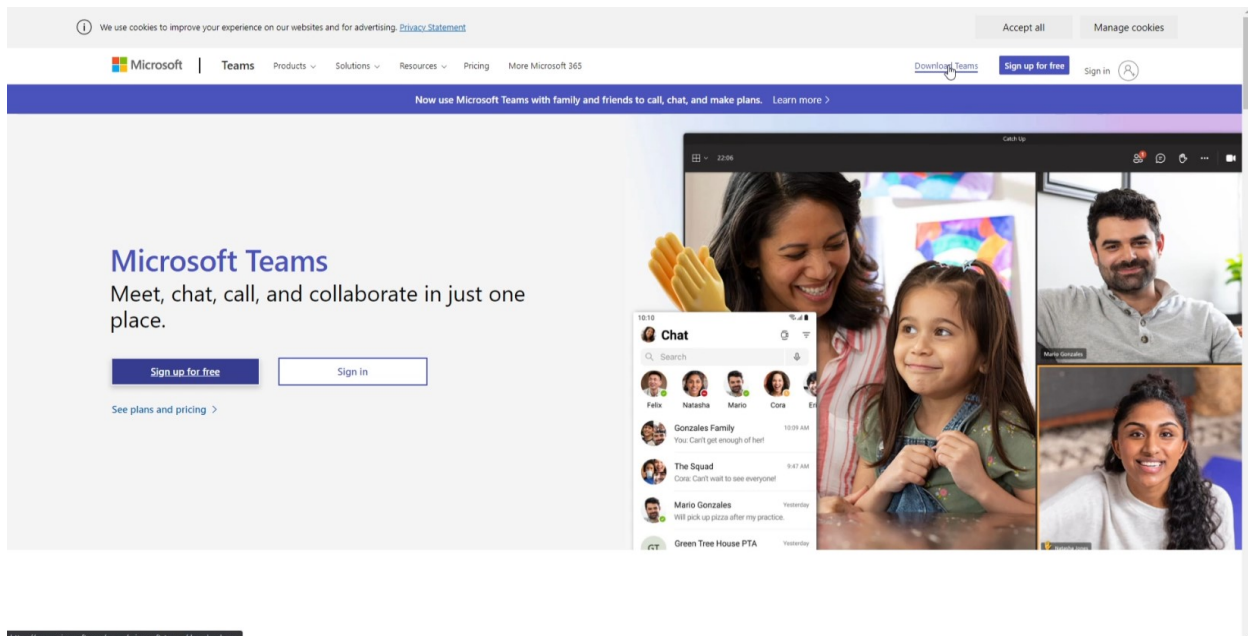 We use cookies to improve your experience on our websites and for advertising. Privacy Statement
Accept all
Manage cookies
Microsoft
Teams
Products
Solutions
Resources
Pricing
More Microsoft 365
Download Teams
Sign up for free
Sign in
Now use Microsoft Teams with family and friends to call, chat, and make plans. Learn more >
Catch Up
22:06
Microsoft Teams
Meet, chat, call, and collaborate in just one
place.
Sign up for free
Sign in
See plans and pricing >
10:10
Chat
Search
Felix
Natasha
Mario
Cora
Gonzales Family
10:09 AM
You: Can't get enough of her!
The Squad
9:47 AM
Cora: Can't wait to see everyone!
Mario Gonzales
Yesterday
Will pick up pizza after my practice.
GT
Green Tree House PTA
Yesterday
Mario Gonzales